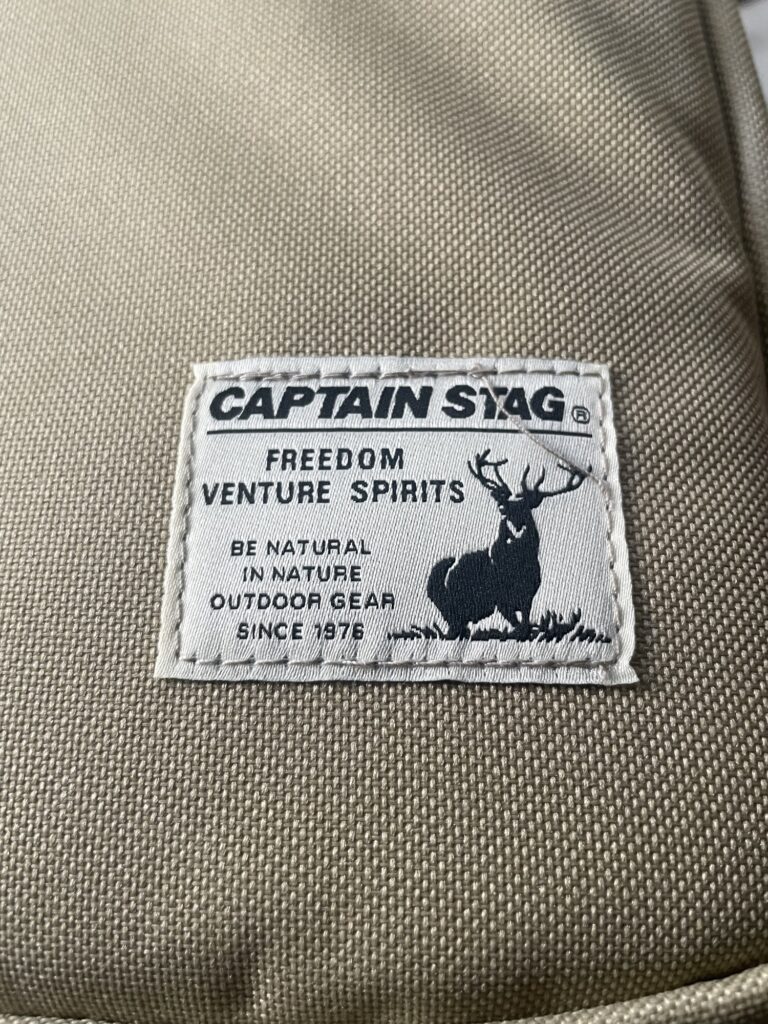 CAPTAIN STAG®
FREEDOM
VENTURE SPIRITS
BE NATURAL
IN NATURE
OUTDOOR GEAR
SINCE 1976